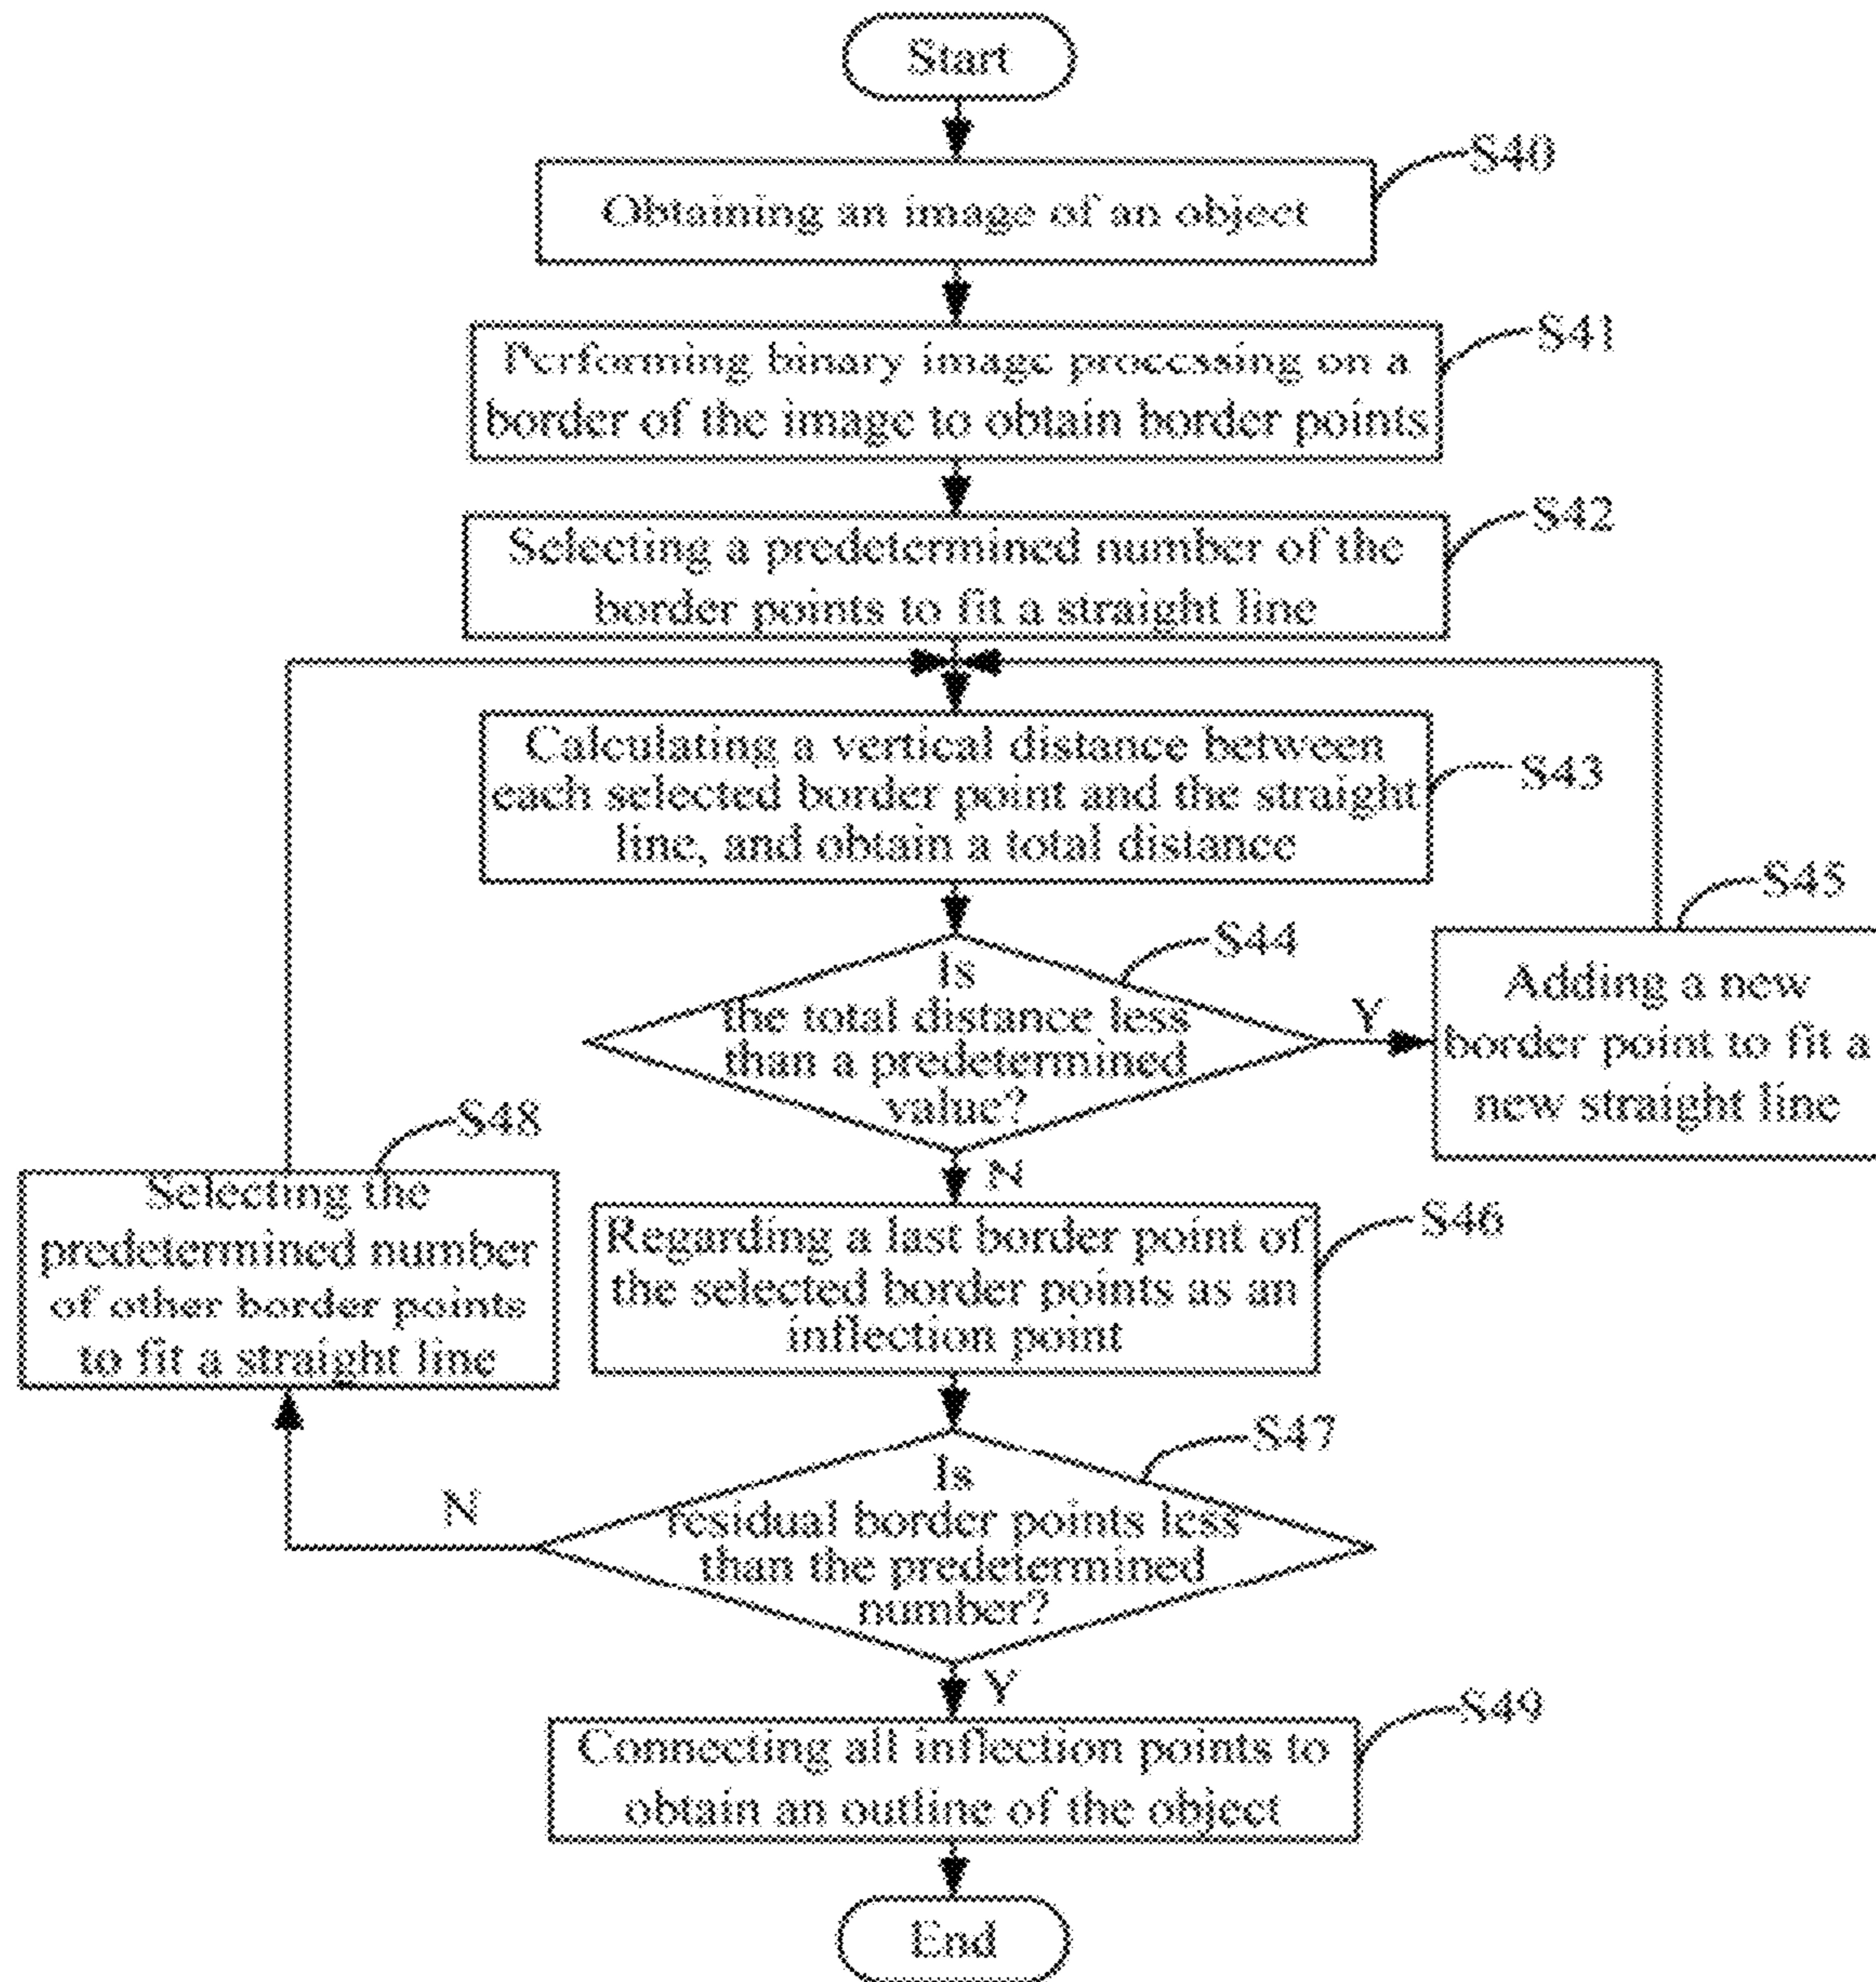 Start
S40
Obtaining an image of an object
S41
Performing binary image processing on a
border of the image to obtain border points
S42
Selecting a predetermined number of the
border points to fit a straight line
Calculating a vertical distance between
each selected border point and the straight
line, and obtain a total distance
S43
S44
Is
the total distance less
than a predetermined
value?
Y
S45
Adding a new
border point to fit a
new straight line
N
S46
Regarding a last border point of
the selected border points as an
inflection point
S48
Selecting the
predetermined number
of other border points
to fit a straight line
S47
Is
residual border points less
than the predetermined
number?
N
Y
S49
Connecting all inflection points to
obtain an outline of the object
End